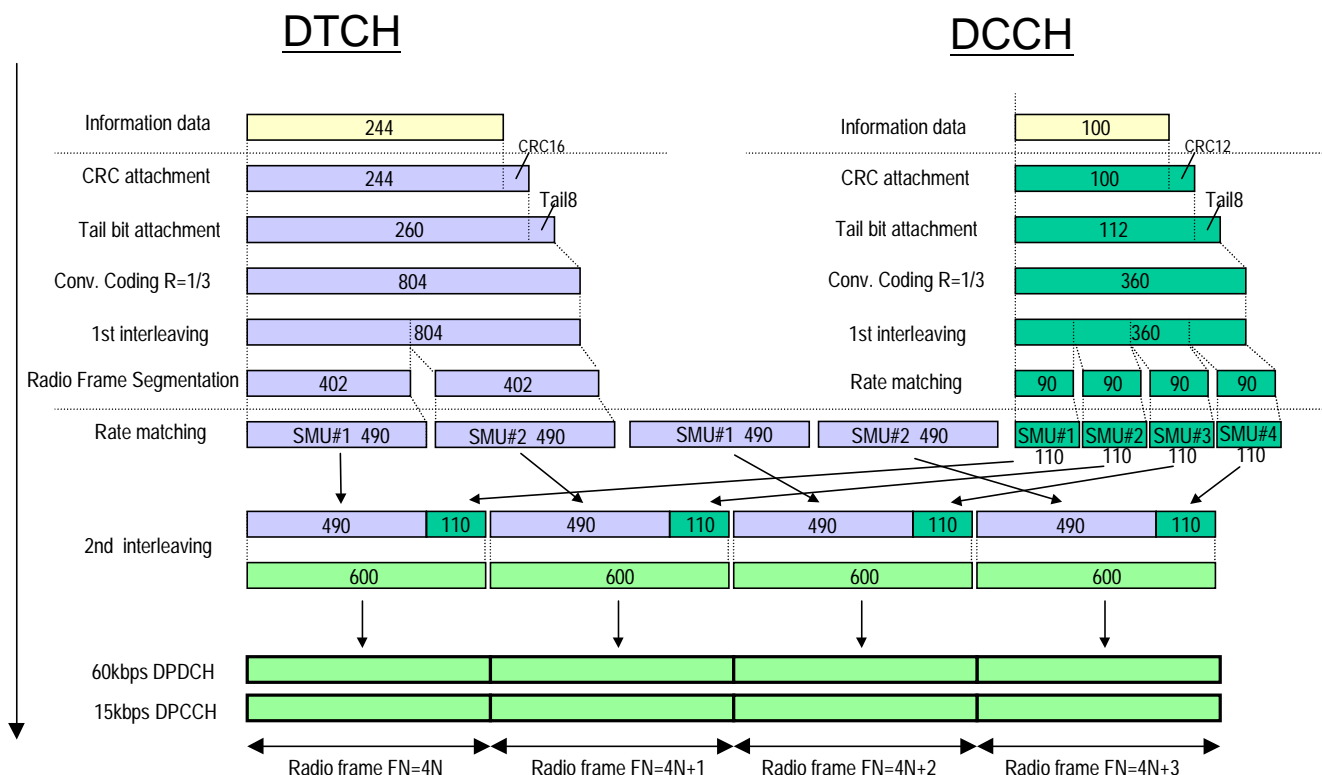 DTCH DCCH
Information data 244 Information data 100
CRC16 CRC12
CRC attachment 244 CRC attachment 100
Tail8 Tail8
Tail bit attachment 260 Tail bit attachment 112
Conv. Coding R=1/3 804 Conv. Coding R=1/3 360
1st interleaving 804 1st interleaving 360
Radio Frame Segmentation 402 402 Rate matching 90 90 90 90
Rate matching SMU#1 490 SMU#2 490 SMU#1 490 SMU#2 490 SMU#1 SMU#2 SMU#3 SMU#4
110 110 110 110
490 110 490 110 490 110 490 110
2nd interleaving
600 600 600 600
60kbps DPDCH
15kbps DPCCH
Radio frame FN=4N Radio frame FN=4N+1 Radio frame FN=4N+2 Radio frame FN=4N+3